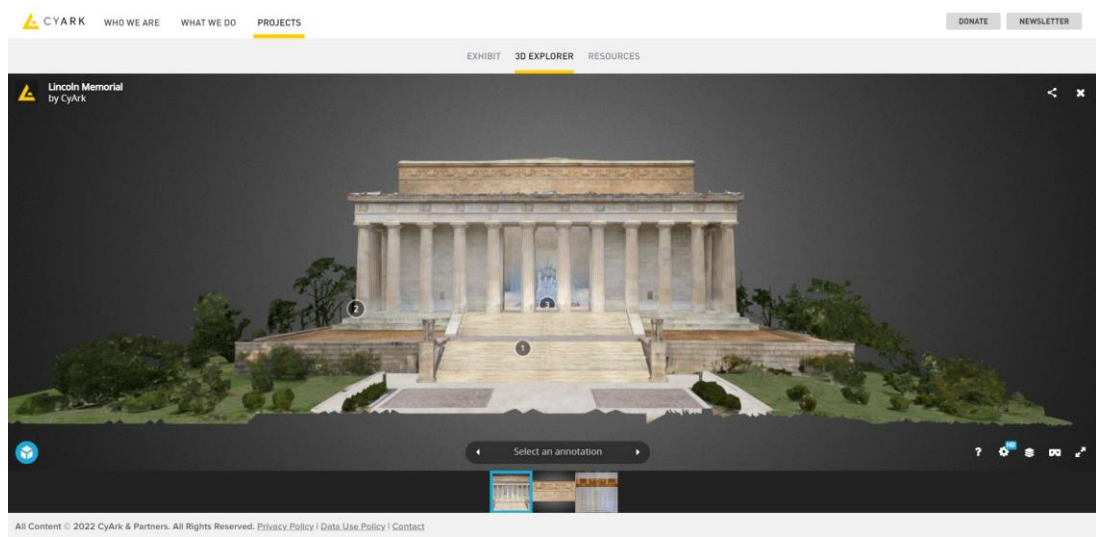 CYARK WHO WE ARE WHAT WE DO PROJECTS DONATE NEWSLETTER
EXHIBIT 3D EXPLORER RESOURCES
Lincoln Memorial
by CyArk
2
3
1
Select an annotation
? HD
All Content © 2022 CyArk & Partners. All Rights Reserved. Privacy Policy | Data Use Policy | Contact